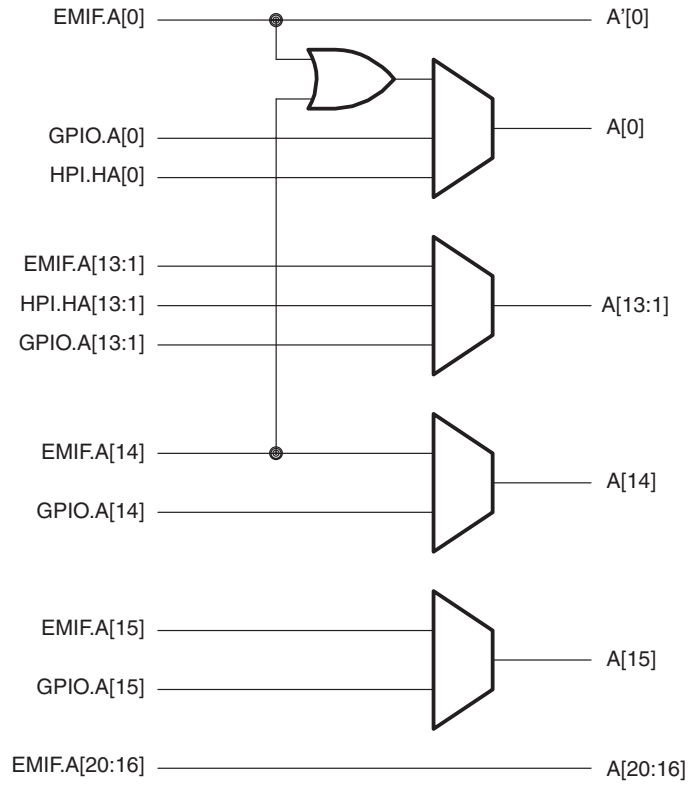 EMIF.A[0]
A'[0]
GPIO.A[0]
A[0]
HPI.HA[0]
EMIF.A[13:1]
HPI.HA[13:1]
A[13:1]
GPIO.A[13:1]
EMIF.A[14]
A[14]
GPIO.A[14]
EMIF.A[15]
A[15]
GPIO.A[15]
EMIF.A[20:16]
A[20:16]